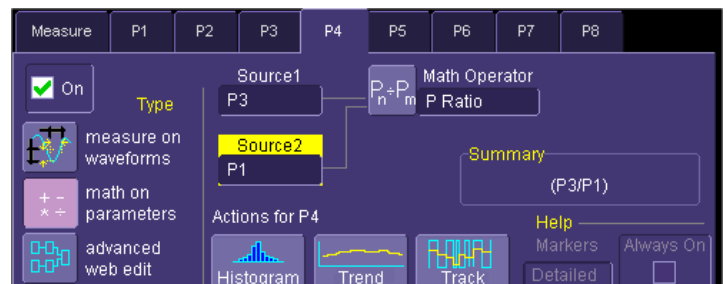 Measure P1 P2 P3 P4 P5 P6 P7 P8
On
Type
measure on
waveforms
math on
parameters
advanced
web edit
Source1
P3
Source2
P1
Pn÷Pm
Math Operator
P Ratio
Summary
(P3/P1)
Actions for P4
Histogram
Trend
Track
Help
Markers
Always On
Detailed